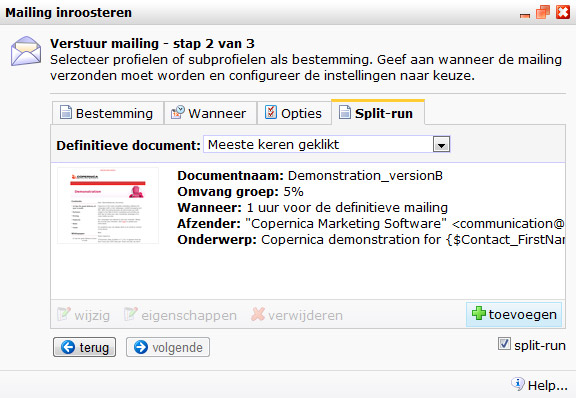 Mailing inroosteren
Verstuur mailing - stap 2 van 3
Selecteer profielen of subprofielen als bestemming. Geef aan wanneer de mailing
verzonden moet worden en configureer de instellingen naar keuze.
Bestemming Wanneer Opties Split-run
Definitieve document: Meeste keren geklikt
COPERNICA
Demonstration
Documentnaam: Demonstration_versionB
Omvang groep: 5%
Wanneer: 1 uur voor de definitieve mailing
Afzender: "Copernica Marketing Software" <communication@
Onderwerp: Copernica demonstration for {$Contact_FirstNar
wijzig eigenschappen verwijderen toevoegen
terug volgende split-run
Help...